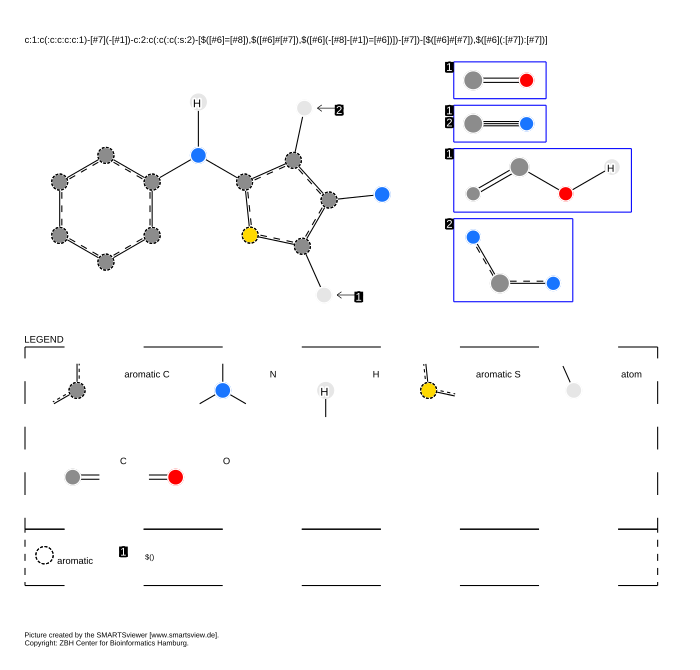 c:1:c(:c:c:c:c:1)-[#7](-[#1])-c:2:c(:c(:c(:s:2)-[$([#6]=[#8]),$([#6]#[#7]),$([#6](-[#8]-[#1])=[#6])])-[#7])-[$([#6]#[#7]),$([#6](:[#7]):[#7])]
1
H
2
1
2
1
H
2
1
LEGEND
aromatic C
N
H
H
aromatic S
atom
C
O
aromatic
1
$()
Picture created by the SMARTSviewer [www.smartsview.de].
Copyright: ZBH Center for Bioinformatics Hamburg.